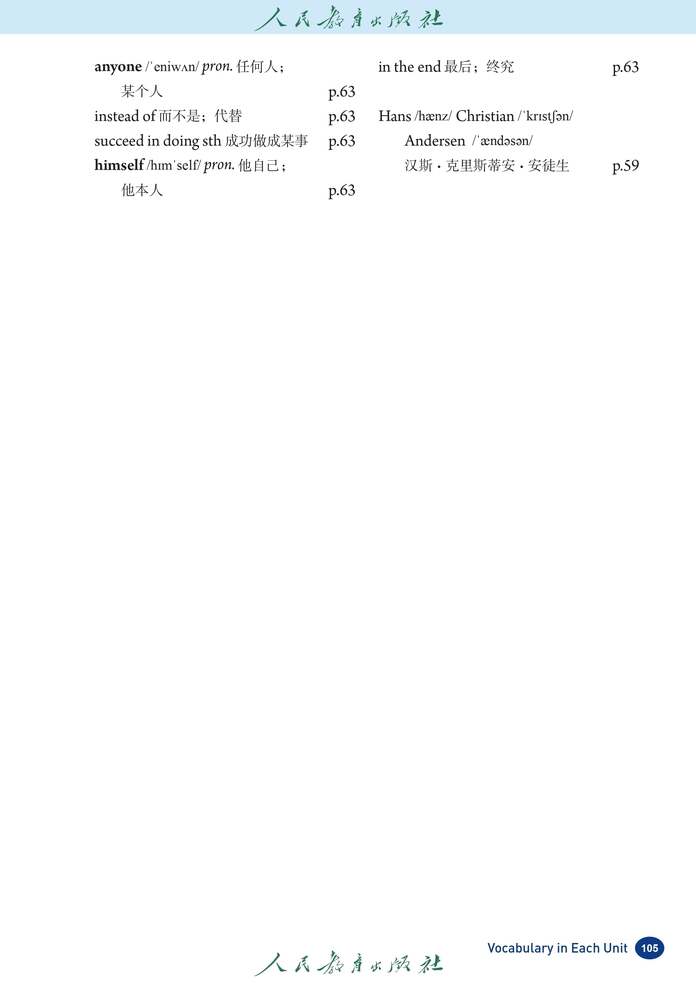 人民教育出版社
anyone /ˈeniwʌn/ pron. 任何人；
某个人 p.63
instead of 而不是；代替 p.63
succeed in doing sth 成功做成某事 p.63
himself /hɪmˈself/ pron. 他自己；
他本人 p.63
in the end 最后；终究 p.63
Hans /hænz/ Christian /ˈkrɪstʃən/
Andersen /ˈændəsən/
汉斯·克里斯蒂安·安徒生 p.59
Vocabulary in Each Unit 105
人民教育出版社